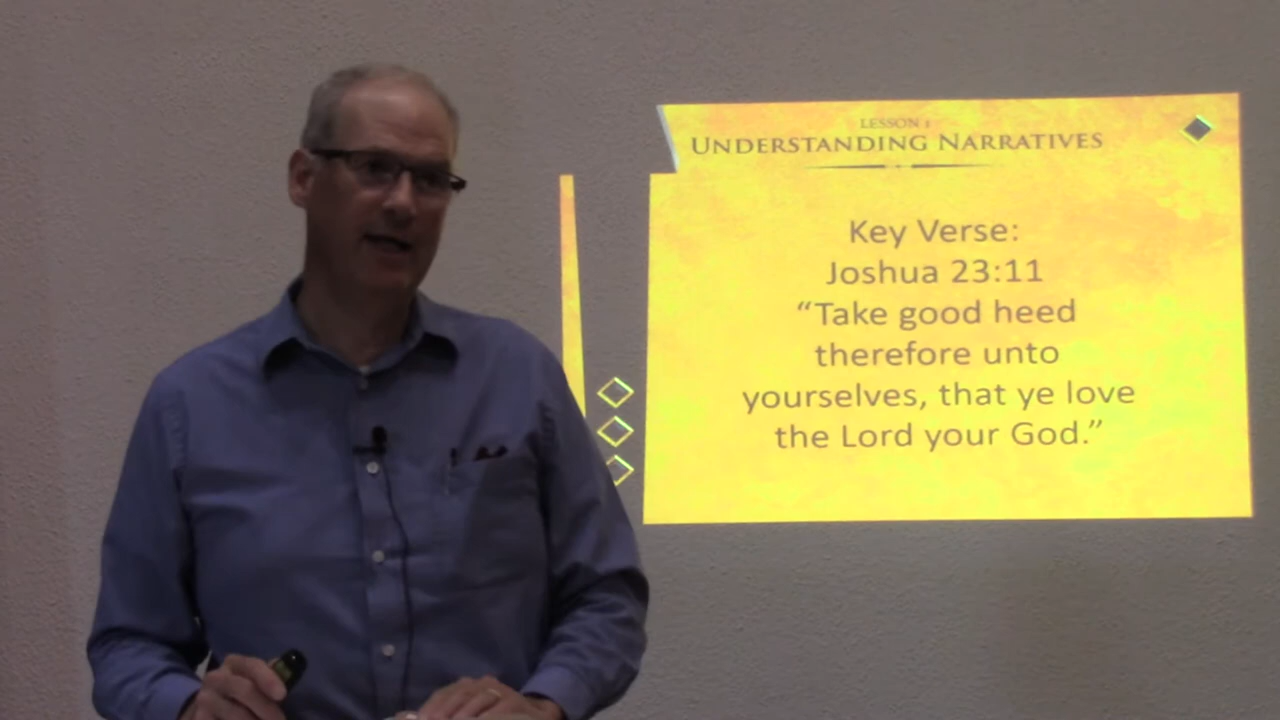 LESSON 1
UNDERSTANDING NARRATIVES
Key Verse:
Joshua 23:11
“Take good heed
therefore unto
yourselves, that ye love
the Lord your God.”